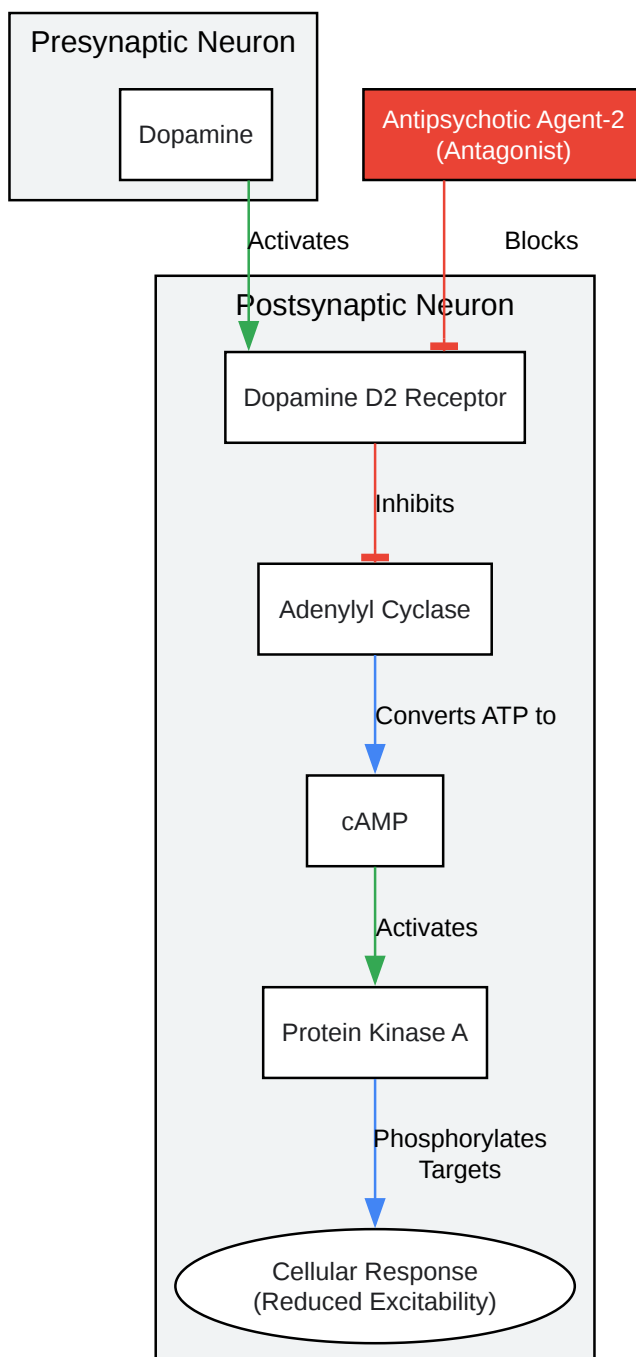 Presynaptic Neuron
Dopamine
Antipsychotic Agent-2
(Antagonist)
Activates
Blocks
Postsynaptic Neuron
Dopamine D2 Receptor
Inhibits
Adenylyl Cyclase
Converts ATP to
cAMP
Activates
Protein Kinase A
Phosphorylates
Targets
Cellular Response
(Reduced Excitability)